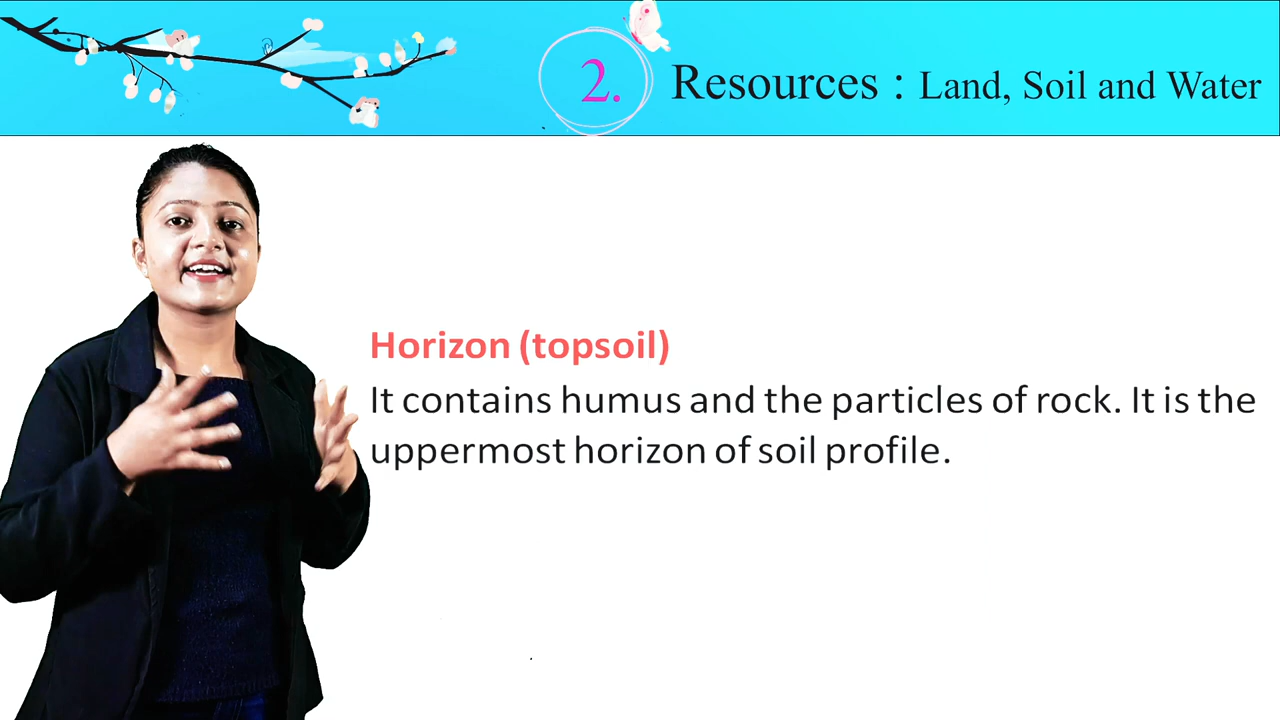 2.
Resources : Land, Soil and Water
Horizon (topsoil)
It contains humus and the particles of rock. It is the
uppermost horizon of soil profile.